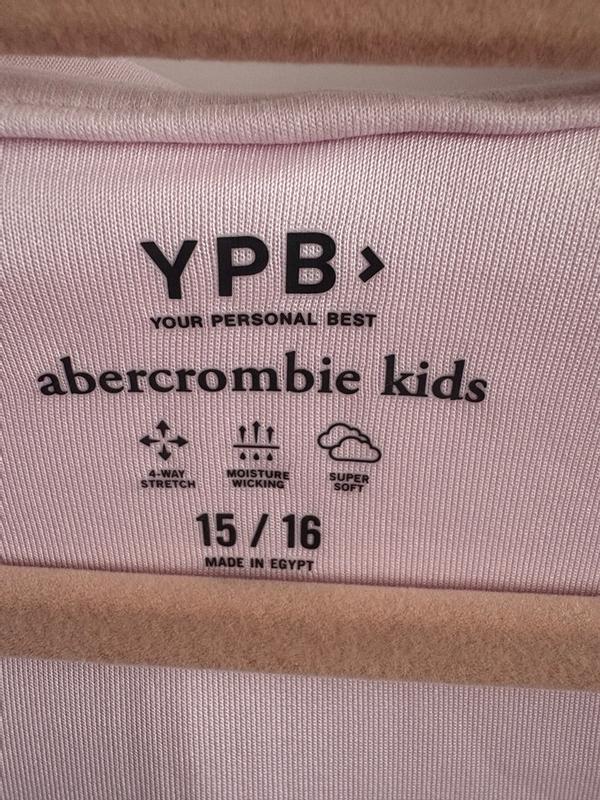 YPB>
YOUR PERSONAL BEST
abercrombie kids
4-WAY
STRETCH
MOISTURE
WICKING
SUPER
SOFT
15 / 16
MADE IN EGYPT